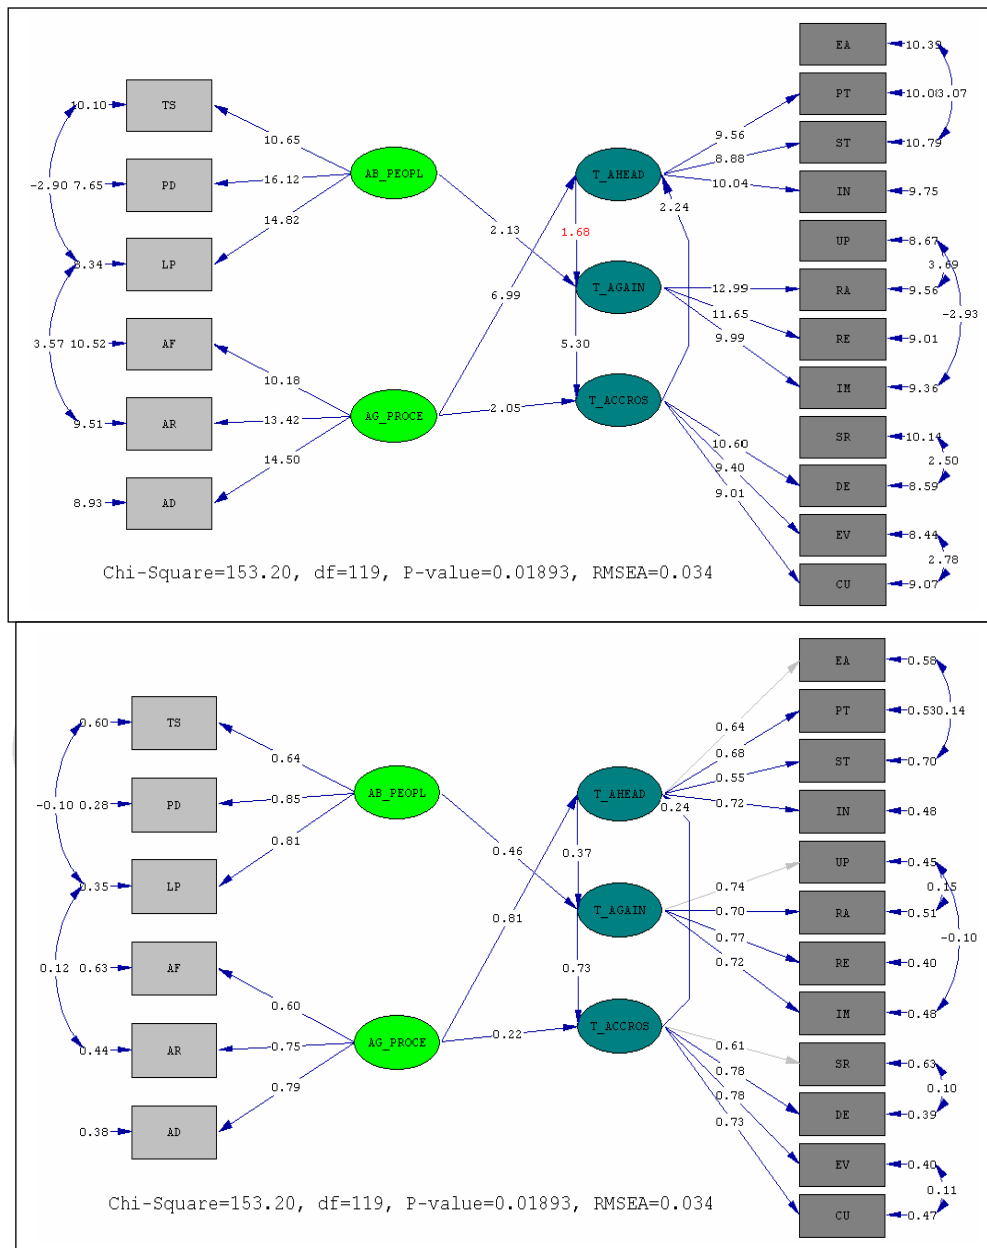 EA
10.39
PT
10.08
3.07
ST
10.79
IN
9.75
UP
8.67
3.69
RA
9.56
-2.93
RE
9.01
IM
9.36
SR
10.14
2.50
DE
8.59
EV
8.44
2.78
CU
9.07
10.10
TS
-2.90
7.65
PD
LP
3.57
10.52
AF
9.51
AR
8.93
AD
10.65
16.12
14.82
10.18
13.42
14.50
AB_PEOPL
AG_PROCE
2.13
6.99
2.05
T_AHEAD
1.68
T_AGAIN
5.30
T_ACCROS
2.24
9.56
8.88
10.04
12.99
11.65
9.99
10.60
9.40
9.01
Chi-Square=153.20, df=119, P-value=0.01893, RMSEA=0.034
EA
0.58
PT
0.53
0.14
ST
0.70
IN
0.48
UP
0.45
0.15
RA
0.51
-0.10
RE
0.40
IM
0.48
SR
0.63
0.10
DE
0.39
EV
0.40
0.11
CU
0.47
0.60
TS
-0.10
0.28
PD
0.35
LP
0.12
0.63
AF
0.44
AR
0.38
AD
0.64
0.85
0.81
0.60
0.75
0.79
AB_PEOPL
AG_PROCE
0.46
0.81
0.22
T_AHEAD
0.37
T_AGAIN
0.73
T_ACCROS
0.24
0.64
0.68
0.55
0.72
0.74
0.70
0.77
0.72
0.61
0.78
0.78
0.73
Chi-Square=153.20, df=119, P-value=0.01893, RMSEA=0.034